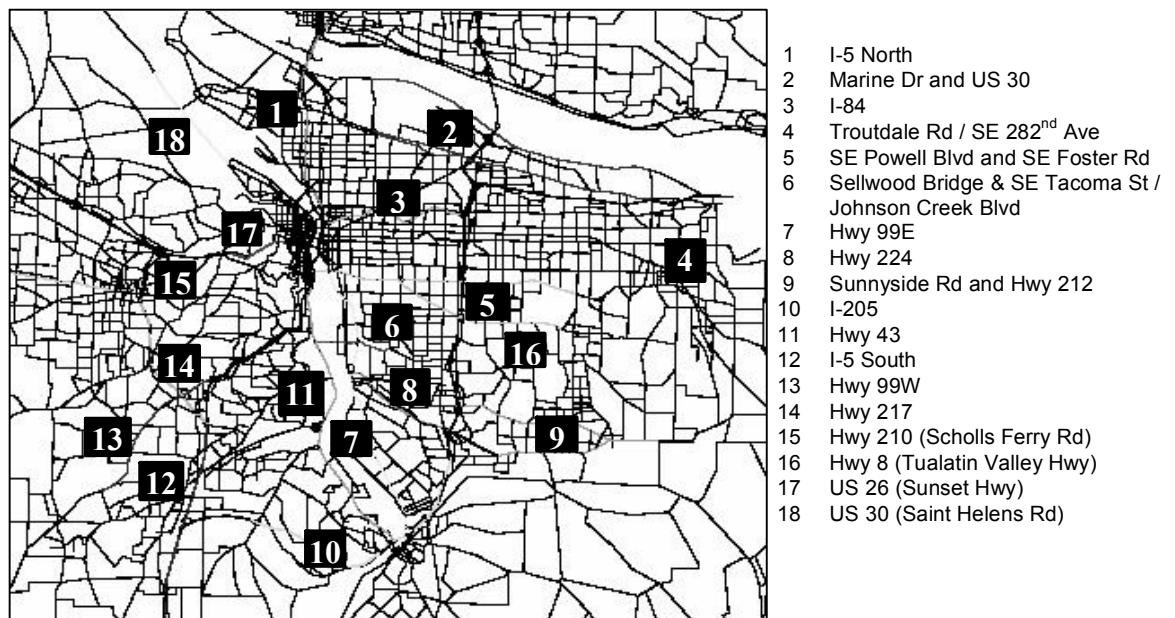 1
2
3
4
5
6
7
8
9
10
11
12
13
14
15
16
17
18
1 I-5 North
2 Marine Dr and US 30
3 I-84
4 Troutdale Rd / SE 282nd Ave
5 SE Powell Blvd and SE Foster Rd
6 Sellwood Bridge & SE Tacoma St /
Johnson Creek Blvd
7 Hwy 99E
8 Hwy 224
9 Sunnyside Rd and Hwy 212
10 I-205
11 Hwy 43
12 I-5 South
13 Hwy 99W
14 Hwy 217
15 Hwy 210 (Scholls Ferry Rd)
16 Hwy 8 (Tualatin Valley Hwy)
17 US 26 (Sunset Hwy)
18 US 30 (Saint Helens Rd)